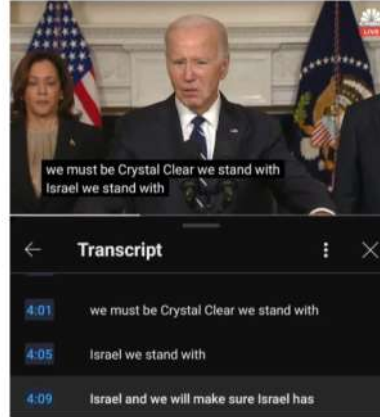 LIVE
we must be Crystal Clear we stand with
Israel we stand with
Transcript
4:01
we must be Crystal Clear we stand with
4:05
Israel we stand with
4:09
Israel and we will make sure Israel has